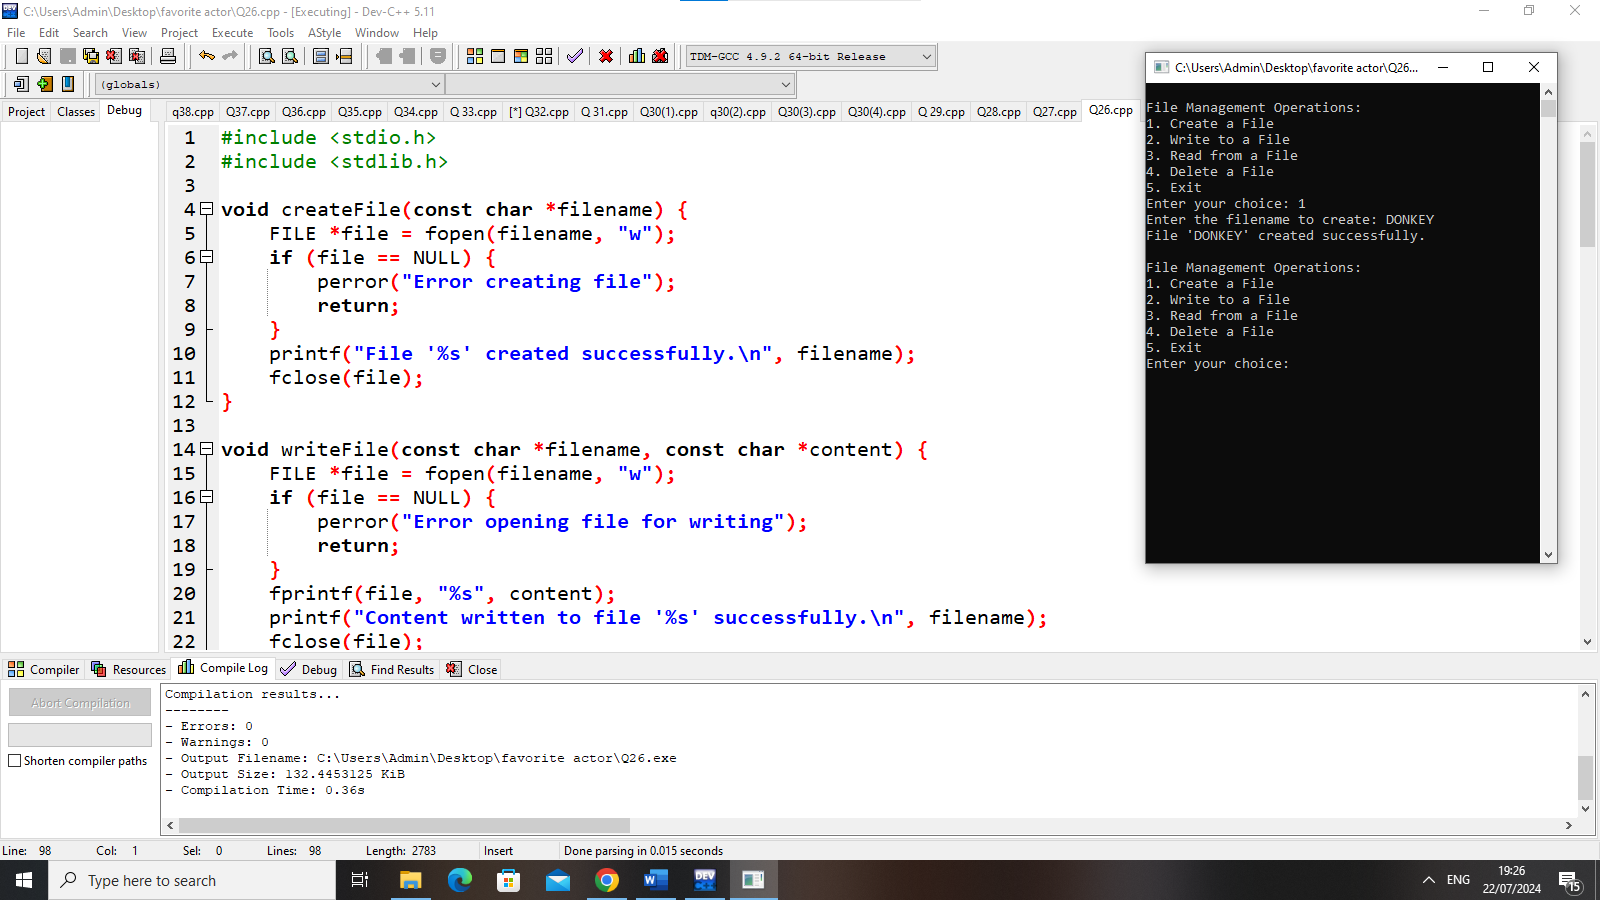 C:\Users\Admin\Desktop\favorite actor\Q26.cpp - [Executing] - Dev-C++ 5.11
File Edit Search View Project Execute Tools AStyle Window Help
TDM-GCC 4.9.2 64-bit Release
(globals)
Project Classes Debug
q38.cpp Q37.cpp Q36.cpp Q35.cpp Q34.cpp Q 33.cpp [*] Q32.cpp Q 31.cpp Q30(1).cpp q30(2).cpp Q30(3).cpp Q30(4).cpp Q 29.cpp Q28.cpp Q27.cpp Q26.cpp
1 #include <stdio.h>
2 #include <stdlib.h>
3
4 void createFile(const char *filename) {
5 FILE *file = fopen(filename, "w");
6 if (file == NULL) {
7 perror("Error creating file");
8 return;
9 }
10 printf("File '%s' created successfully.\n", filename);
11 fclose(file);
12 }
13
14 void writeFile(const char *filename, const char *content) {
15 FILE *file = fopen(filename, "w");
16 if (file == NULL) {
17 perror("Error opening file for writing");
18 return;
19 }
20 fprintf(file, "%s", content);
21 printf("Content written to file '%s' successfully.\n", filename);
22 fclose(file);
C:\Users\Admin\Desktop\favorite actor\Q26...
File Management Operations:
1. Create a File
2. Write to a File
3. Read from a File
4. Delete a File
5. Exit
Enter your choice: 1
Enter the filename to create: DONKEY
File 'DONKEY' created successfully.
File Management Operations:
1. Create a File
2. Write to a File
3. Read from a File
4. Delete a File
5. Exit
Enter your choice:
Compiler Resources Compile Log Debug Find Results Close
Abort Compilation
Shorten compiler paths
Compilation results...
--------
- Errors: 0
- Warnings: 0
- Output Filename: C:\Users\Admin\Desktop\favorite actor\Q26.exe
- Output Size: 132.4453125 KiB
- Compilation Time: 0.36s
Line: 98 Col: 1 Sel: 0 Lines: 98 Length: 2783 Insert Done parsing in 0.015 seconds
Type here to search
DEV
ENG
19:26
22/07/2024
15